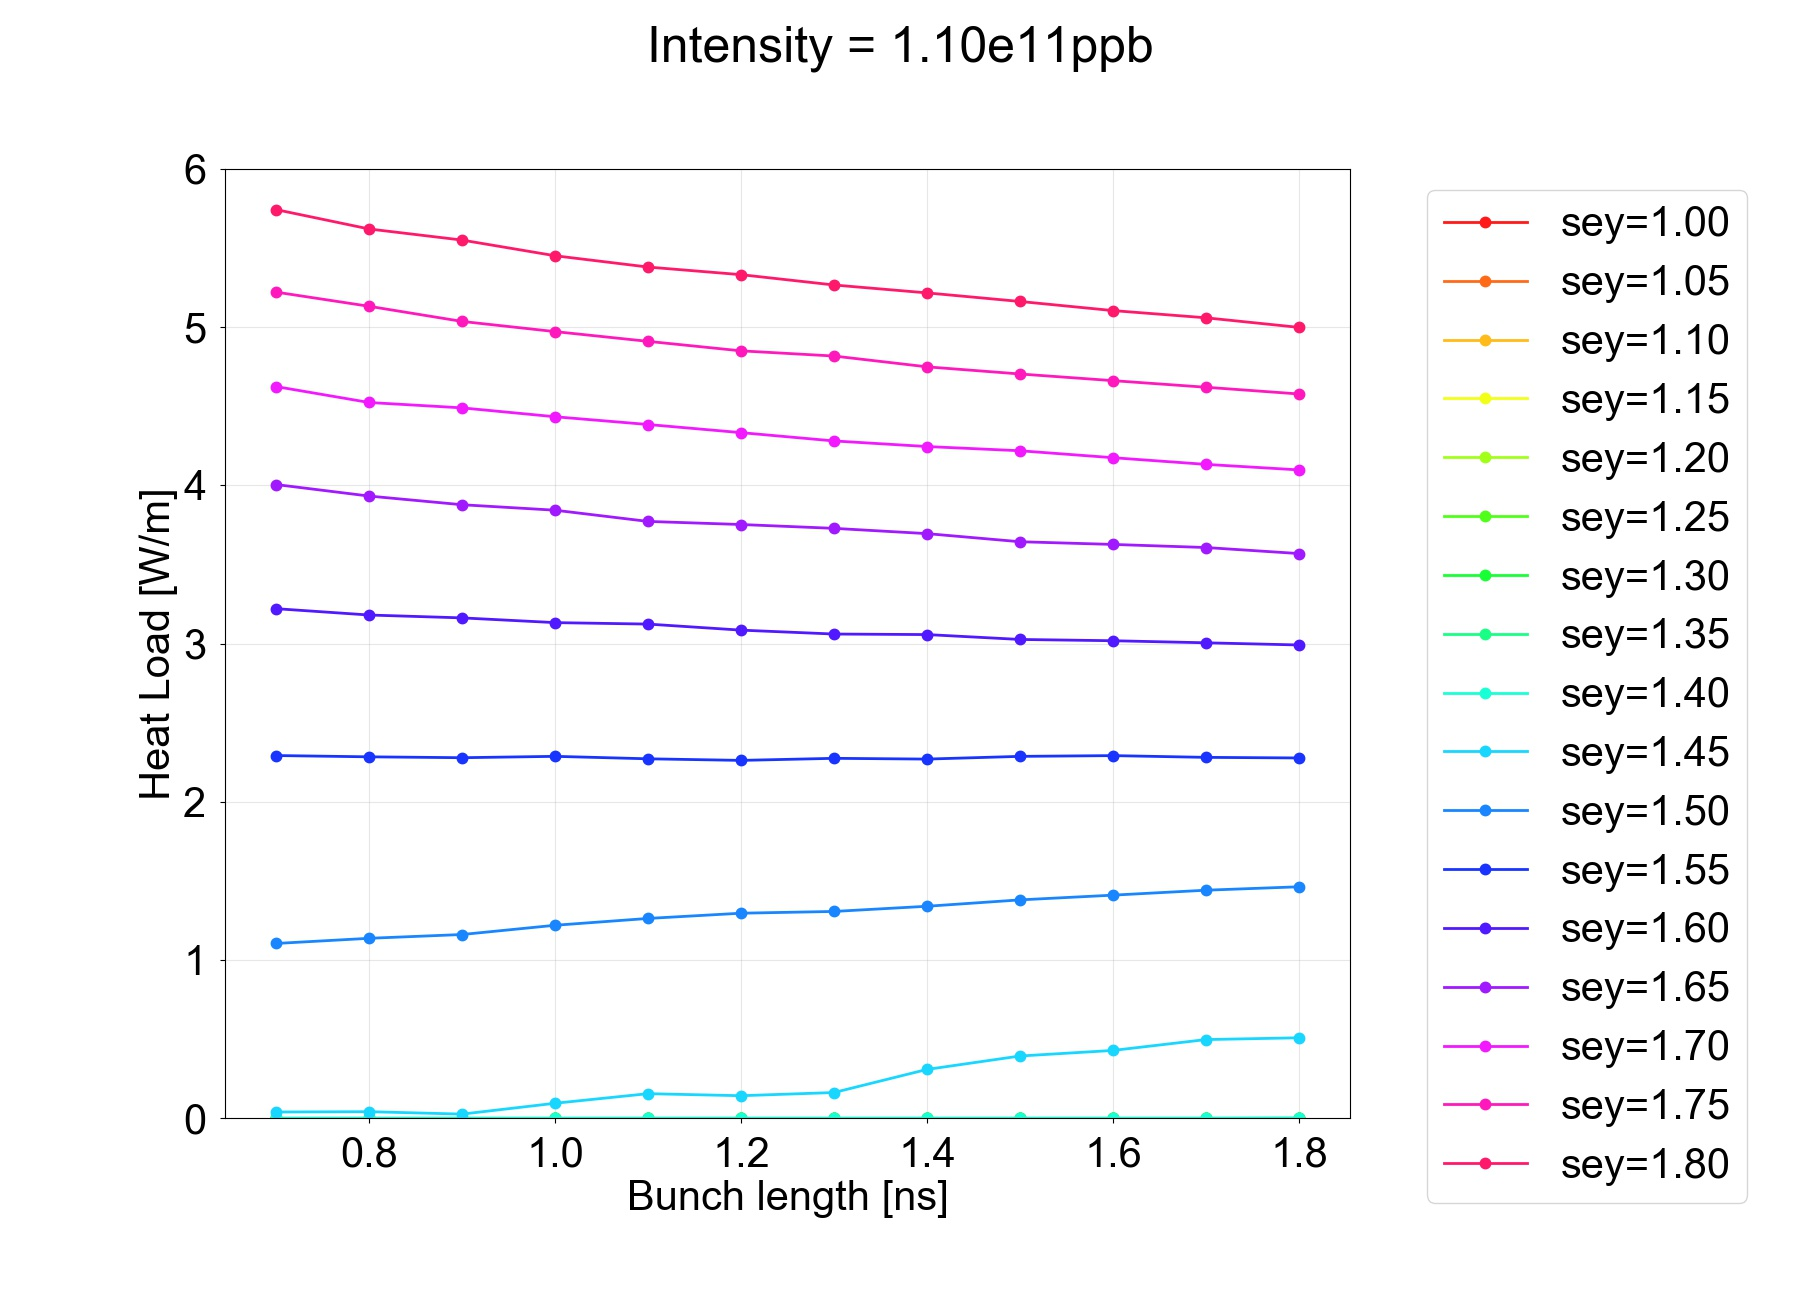 Intensity = 1.10e11ppb
6
5
4
3
2
1
0
Heat Load [W/m]
0.8 1.0 1.2 1.4 1.6 1.8
Bunch length [ns]
sey=1.00
sey=1.05
sey=1.10
sey=1.15
sey=1.20
sey=1.25
sey=1.30
sey=1.35
sey=1.40
sey=1.45
sey=1.50
sey=1.55
sey=1.60
sey=1.65
sey=1.70
sey=1.75
sey=1.80